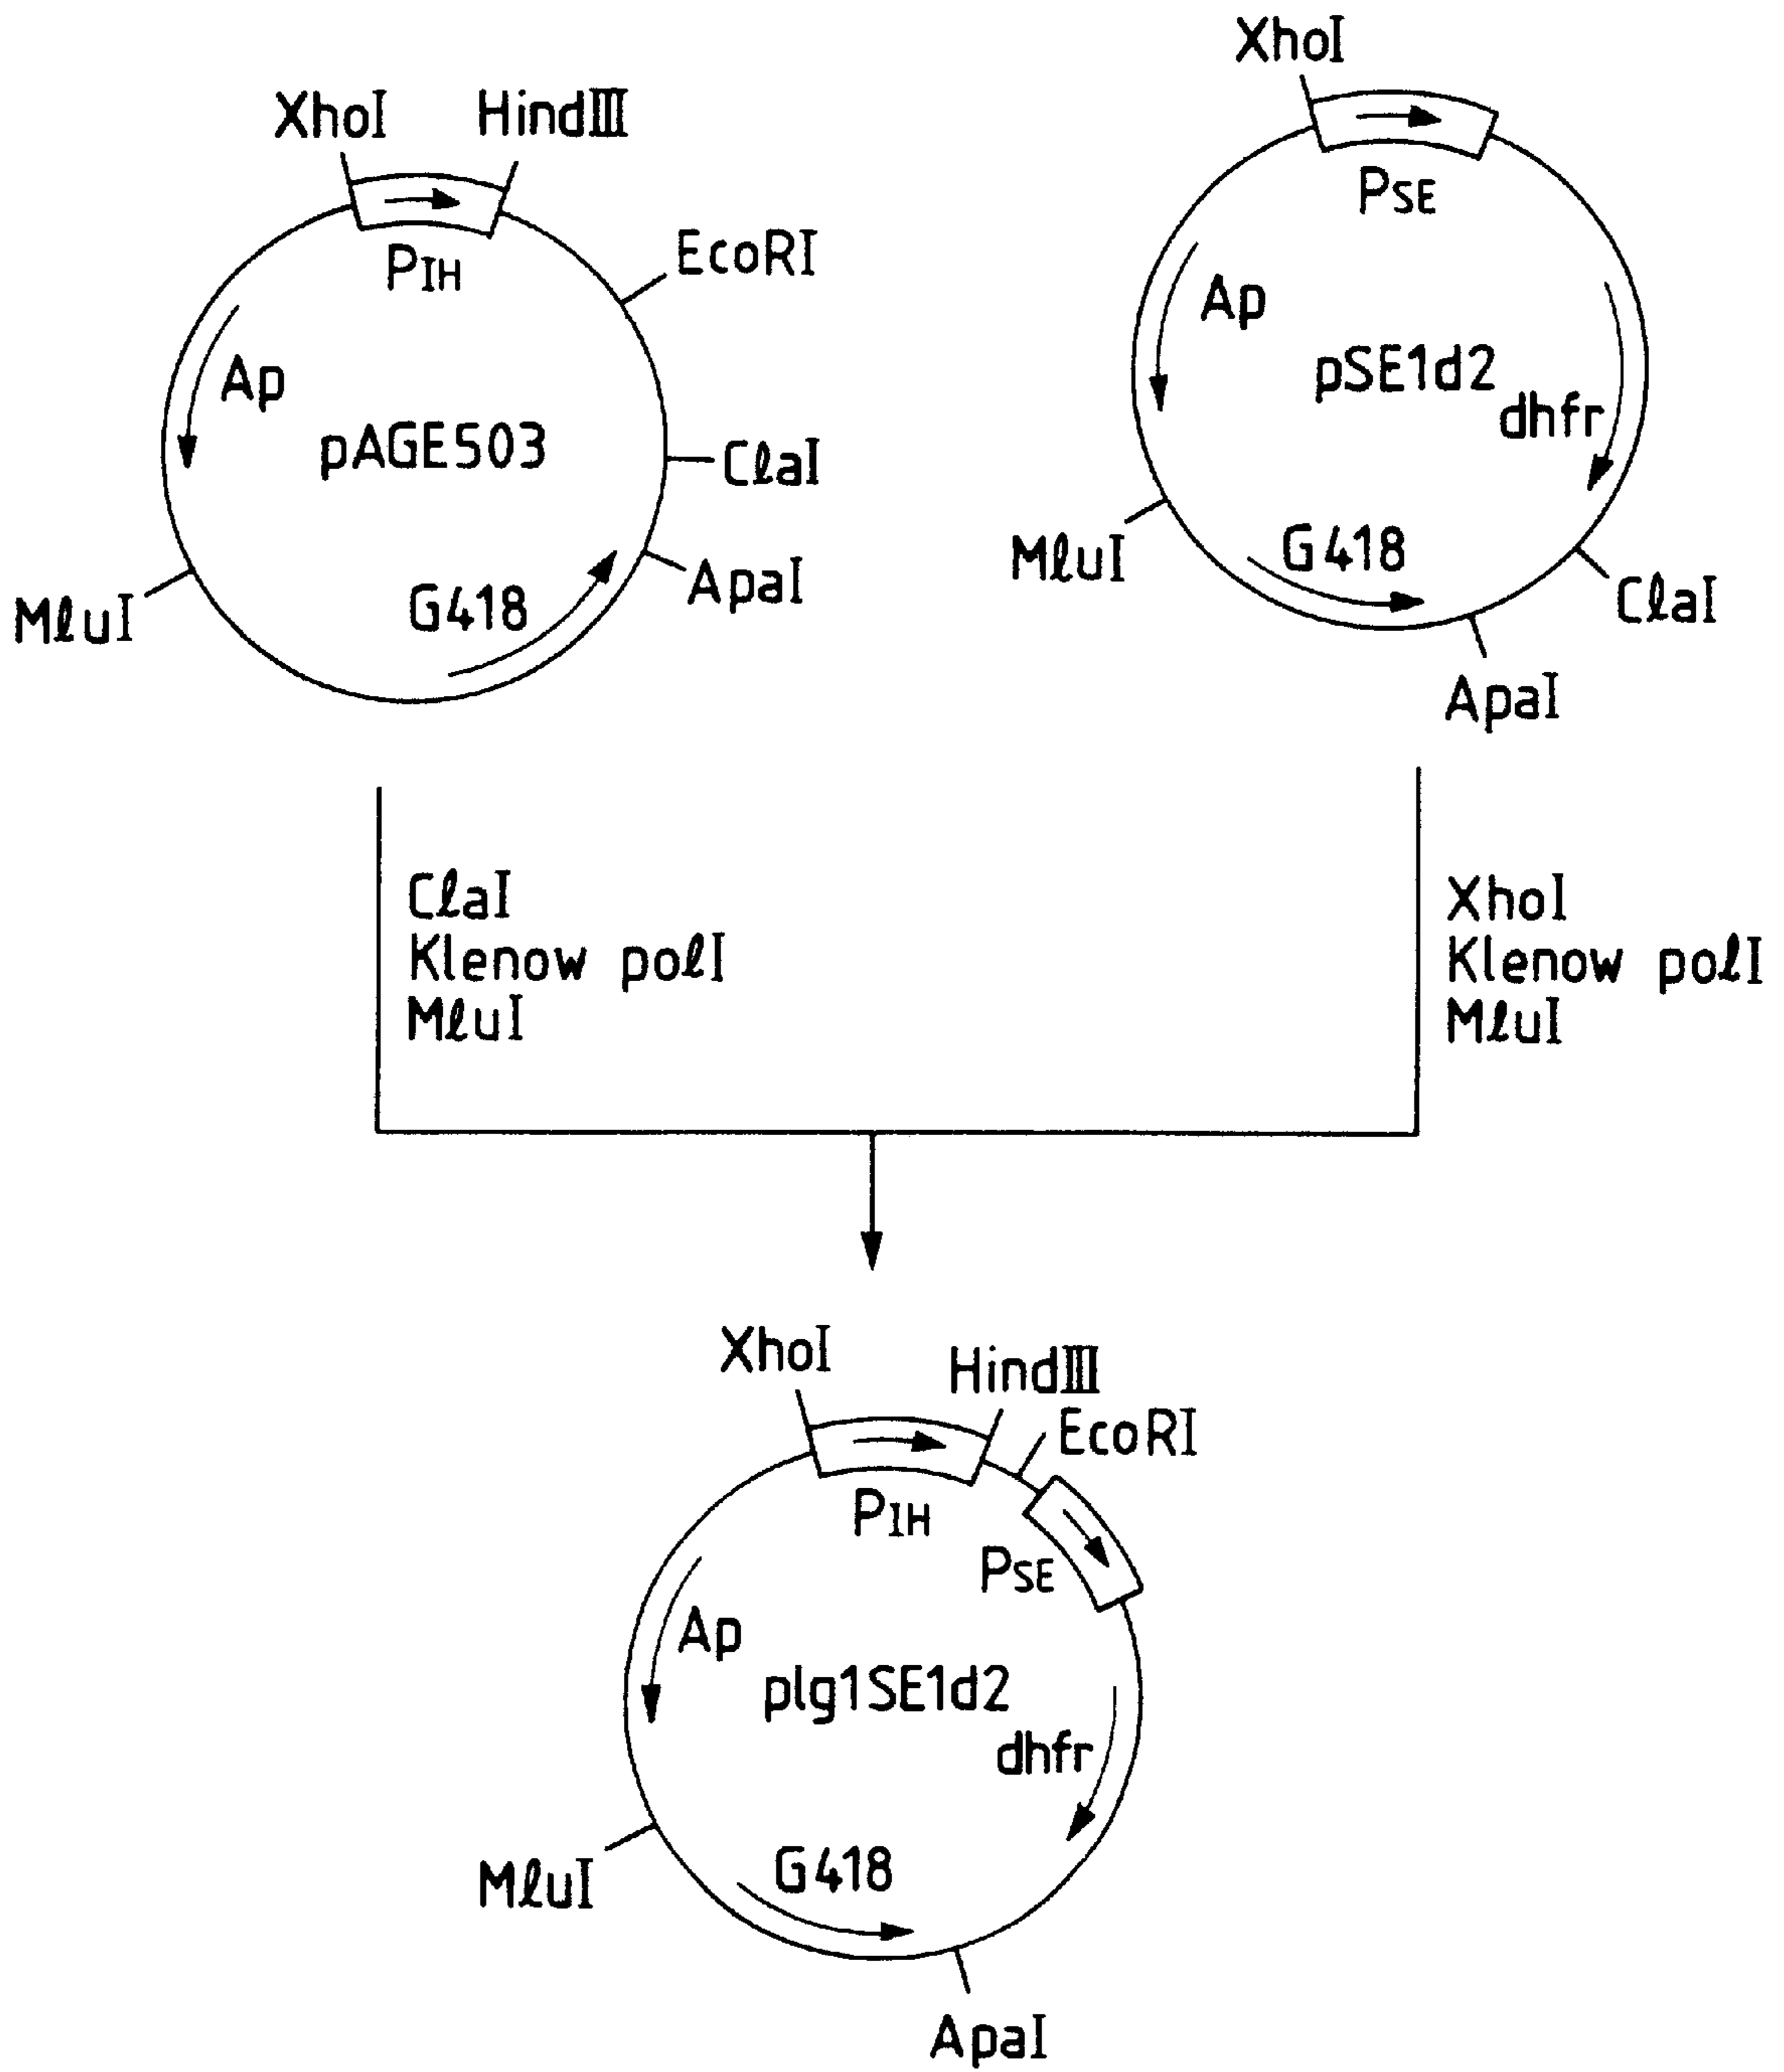 XhoI
HindIII
PIH
EcoRI
Ap
pAGE503
ClaI
ApaI
G418
MluI
XhoI
PSE
Ap
pSE1d2
dhfr
MluI
G418
ClaI
ApaI
ClaI
Klenow polI
MluI
XhoI
Klenow polI
MluI
XhoI
HindIII
EcoRI
PIH
PSE
Ap
pIg1SE1d2
dhfr
MluI
G418
ApaI